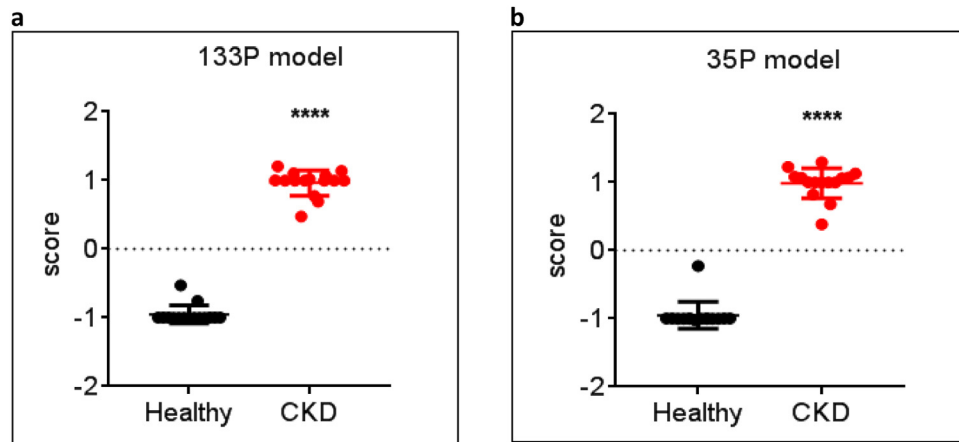 a
133P model
****
2
1
0
-1
-2
score
Healthy
CKD
b
35P model
****
2
1
0
-1
-2
score
Healthy
CKD